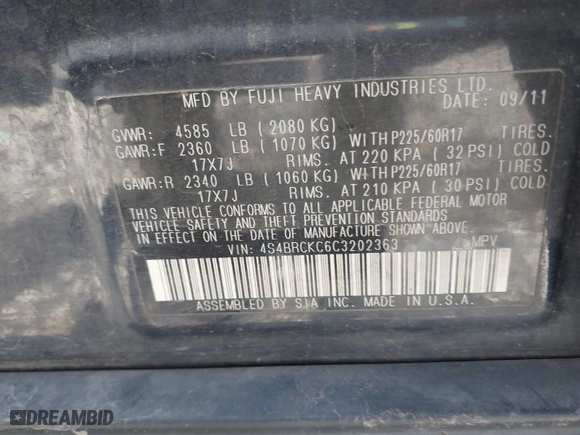 MFD BY FUJI HEAVY INDUSTRIES LTD.
DATE: 09/11
GVWR: 4585 LB (2080 KG)
GAWR:F 2360 LB (1070 KG) WITH P225/60R17 TIRES.
17X7J RIMS. AT 220 KPA (32 PSI) COLD
GAWR:R 2340 LB (1060 KG) WITH P225/60R17 TIRES.
17X7J RIMS. AT 210 KPA (30 PSI) COLD
THIS VEHICLE CONFORMS TO ALL APPLICABLE FEDERAL MOTOR
VEHICLE SAFETY AND THEFT PREVENTION STANDARDS
IN EFFECT ON THE DATE OF MANUFACTURE SHOWN ABOVE.
VIN: 4S4BRCKC6C3202363 MPV
ASSEMBLED BY SIA INC. MADE IN U.S.A.
DREAMBID